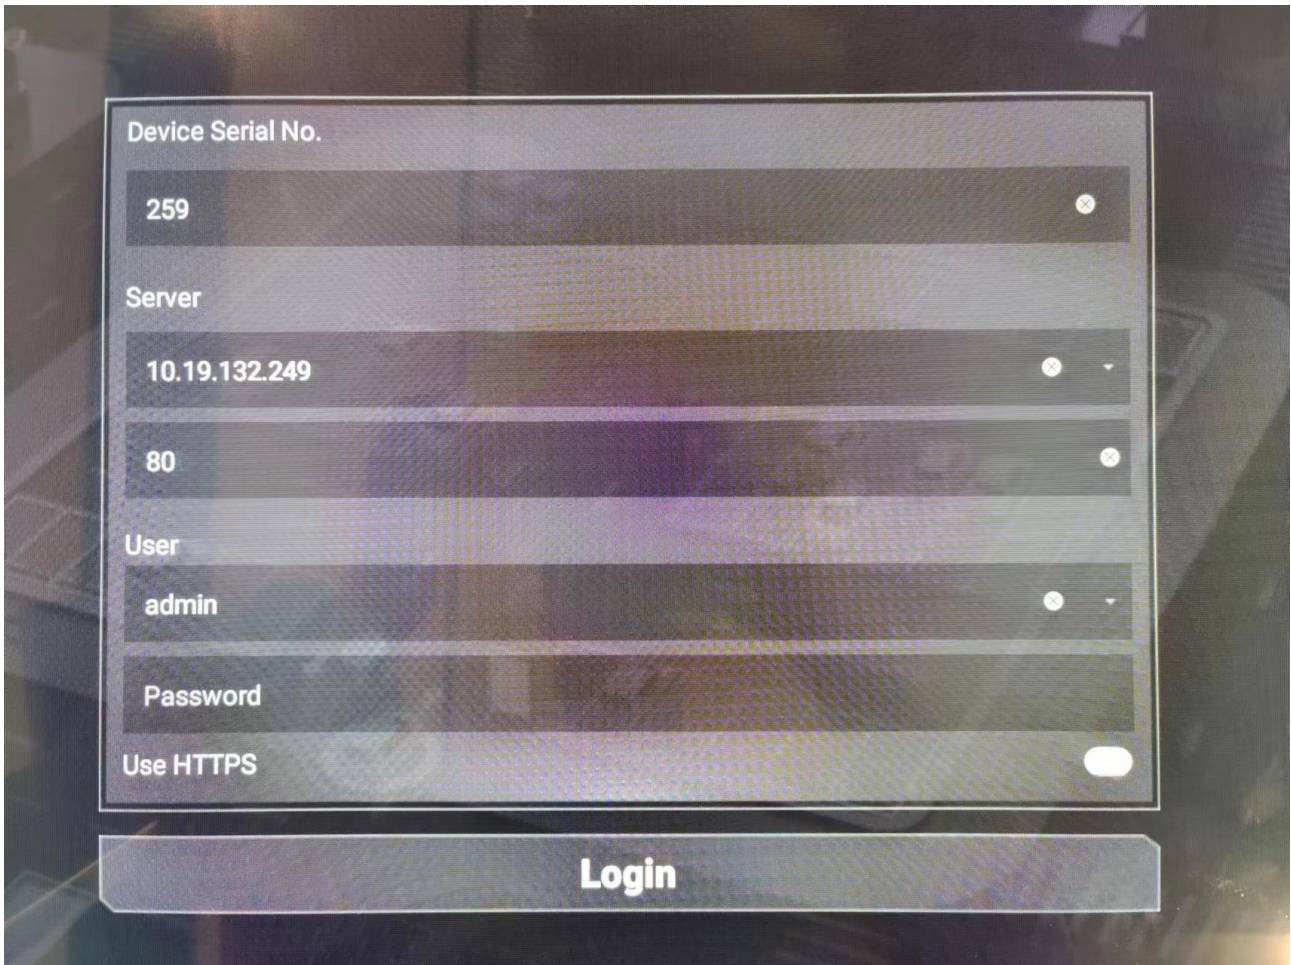 Device Serial No.
259
Server
10.19.132.249
80
User
admin
Password
Use HTTPS
Login